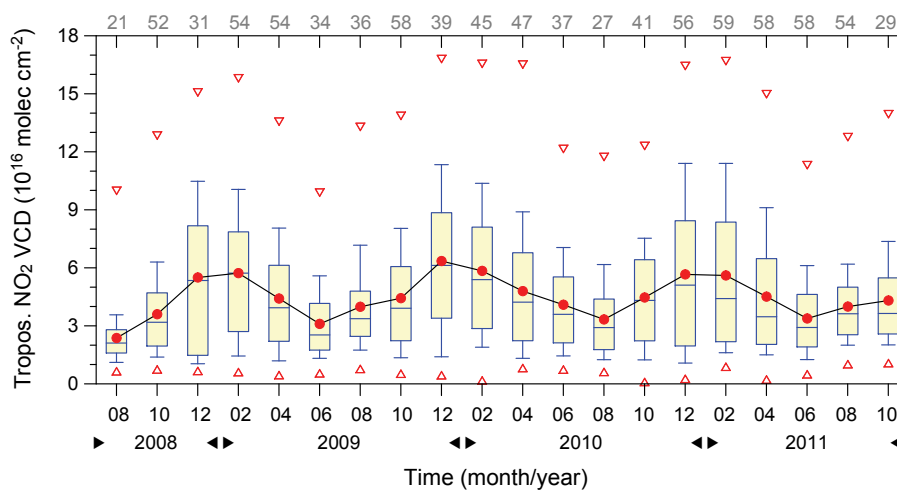 21 52 31 54 54 34 36 58 39 45 47 37 27 41 56 59 58 58 54 29
18
15
12
9
6
3
0
Tropos. NO₂ VCD (10¹⁶ molec cm⁻²)
08 10 12 02 04 06 08 10 12 02 04 06 08 10 12 02 04 06 08 10
2008 2009 2010 2011
Time (month/year)